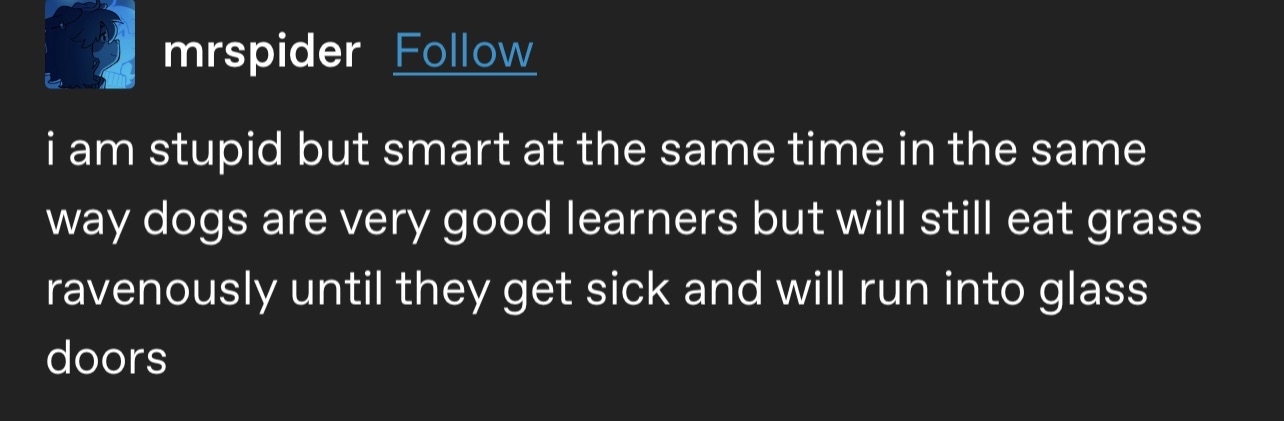 mrspider Follow
i am stupid but smart at the same time in the same
way dogs are very good learners but will still eat grass
ravenously until they get sick and will run into glass
doors